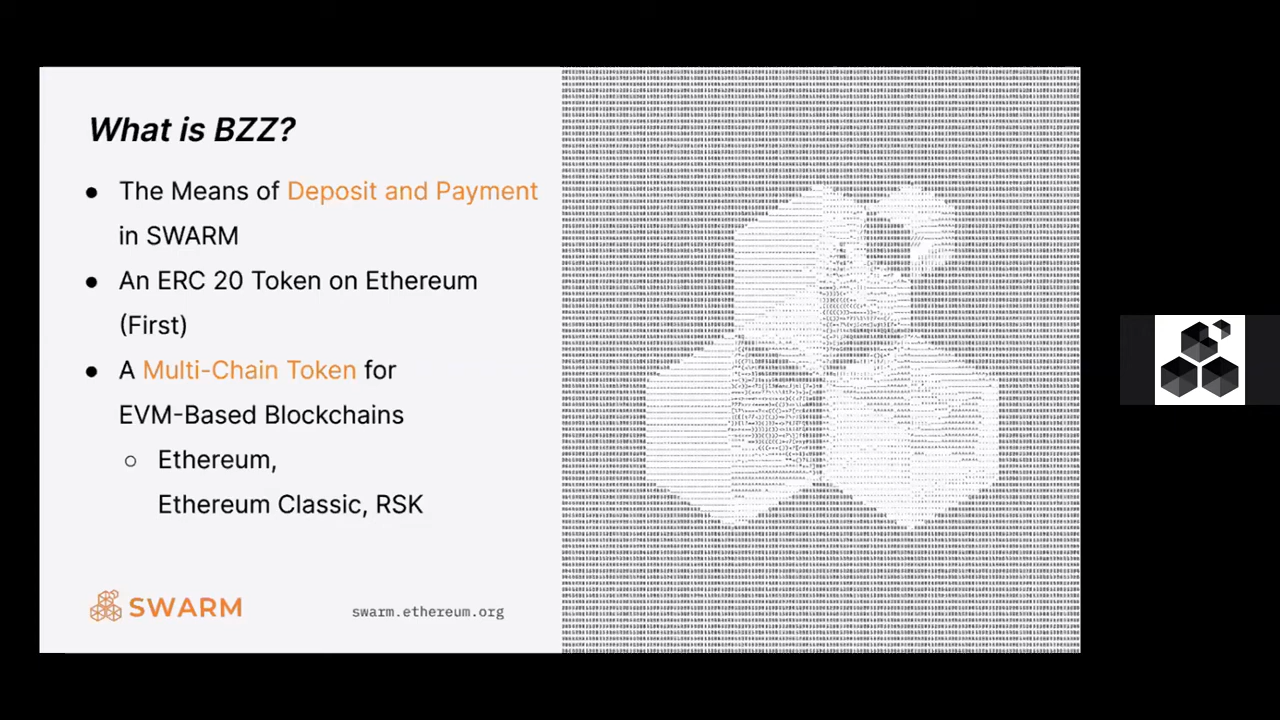 What is BZZ?
● The Means of Deposit and Payment
in SWARM
● An ERC 20 Token on Ethereum
(First)
● A Multi-Chain Token for
EVM-Based Blockchains
○ Ethereum,
Ethereum Classic, RSK
SWARM
swarm.ethereum.org